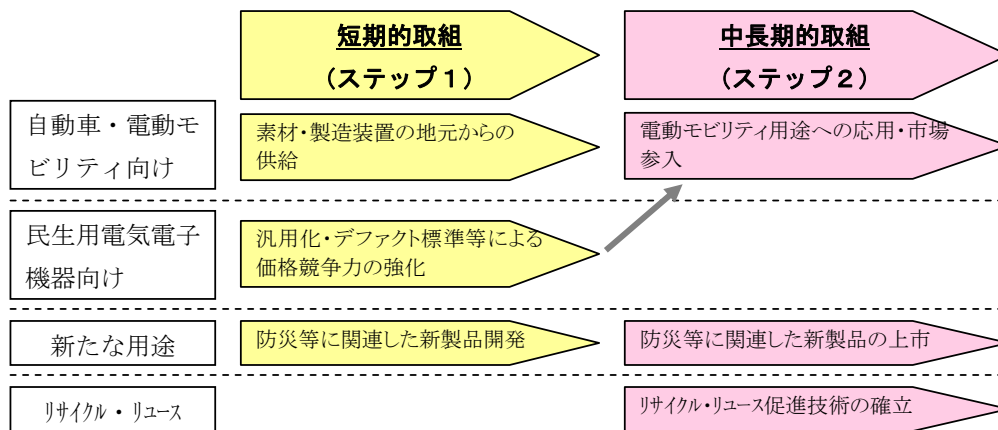 短期的取組
（ステップ１）
中長期的取組
（ステップ２）
自動車・電動モ
ビリティ向け
素材・製造装置の地元からの
供給
電動モビリティ用途への応用・市場
参入
民生用電気電子
機器向け
汎用化・デファクト標準等による
価格競争力の強化
新たな用途
防災等に関連した新製品開発
防災等に関連した新製品の上市
ﾘｻｲｸﾙ・ﾘﾕｰｽ
ﾘｻｲｸﾙ・ﾘﾕｰｽ促進技術の確立